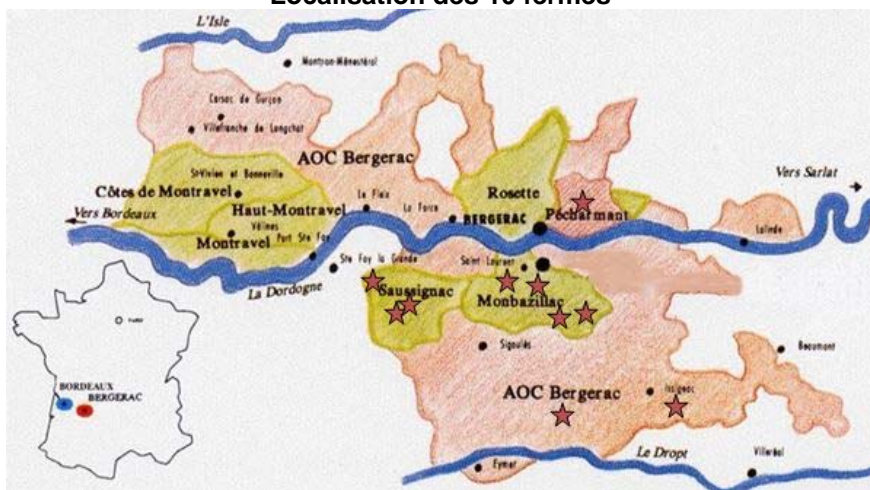 Localisation des 10 fermes
L'Isle
Montpon-Ménestérol
Carsac de Gurçon
Villefranche de Lonchat
AOC Bergerac
St-Vivien et Bonneville
Côtes de Montravel
Vers Bordeaux
Haut-Montravel
Vélines
Montravel
Port Ste Foy
Le Fleix
La Force
BERGERAC
Rosette
Pécharmant
Vers Sarlat
Lalinde
La Dordogne
Ste Foy la Grande
Saint Laurent
Saussignac
Monbazillac
Sigoulès
AOC Bergerac
Issigeac
Beaumont
Eymet
Le Dropt
Villeréal
PARIS
BORDEAUX
BERGERAC